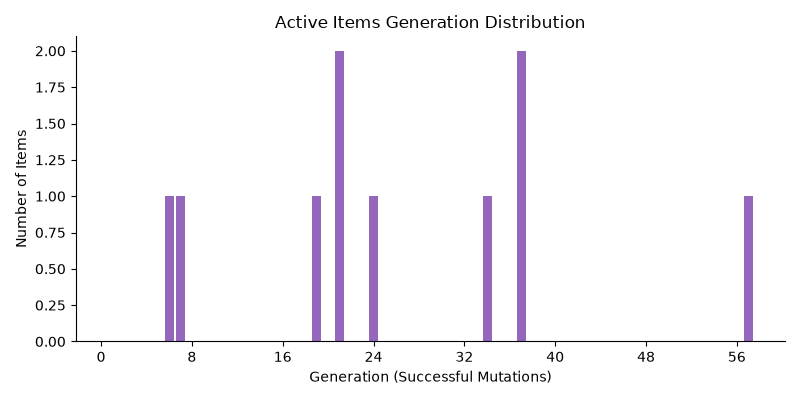 Active Items Generation Distribution
2.00
1.75
1.50
1.25
1.00
0.75
0.50
0.25
0.00
Number of Items
0 8 16 24 32 40 48 56
Generation (Successful Mutations)